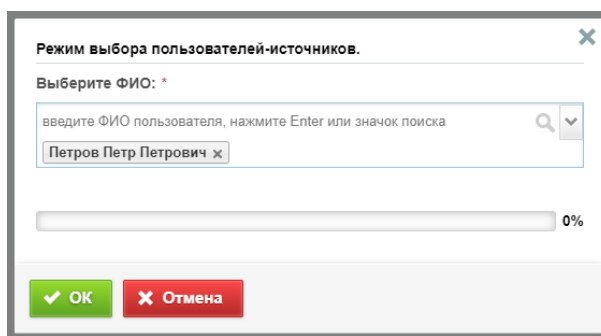 Режим выбора пользователей-источников.
Выберите ФИО: *
введите ФИО пользователя, нажмите Enter или значок поиска
Петров Петр Петрович ×
0%
ОК
Отмена